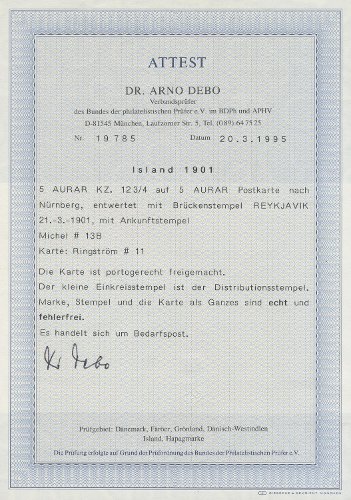 ATTEST
DR. ARNO DEBO
Verbandsprüfer
des Bundes der philatelistischen Prüfer e.V. im BDPh und APHV
D-81545 München, Laufzorner Str. 5, Tel. (089) 64 75 25
Nr. 19785 Datum 20.3.1995
Island 1901
5 AURAR KZ. 12 3/4 auf 5 AURAR Postkarte nach
Nürnberg, entwertet mit Brückenstempel REYKJAVIK
21.-3.-1901, mit Ankunftstempel
Michel # 13B
Karte: Ringström # 11
Die Karte ist portogerecht freigemacht.
Der kleine Einkreisstempel ist der Distributionsstempel.
Marke, Stempel und die Karte als Ganzes sind echt und
fehlerfrei.
Es handelt sich um Bedarfspost.
Debo
Prüfgebiet: Dänemark, Färöer, Grönland, Dänisch-Westindien
Island, Hapagmarke
Die Prüfung erfolgte auf Grund der Prüfordnung des Bundes der Philatelistischen Prüfer e.V.